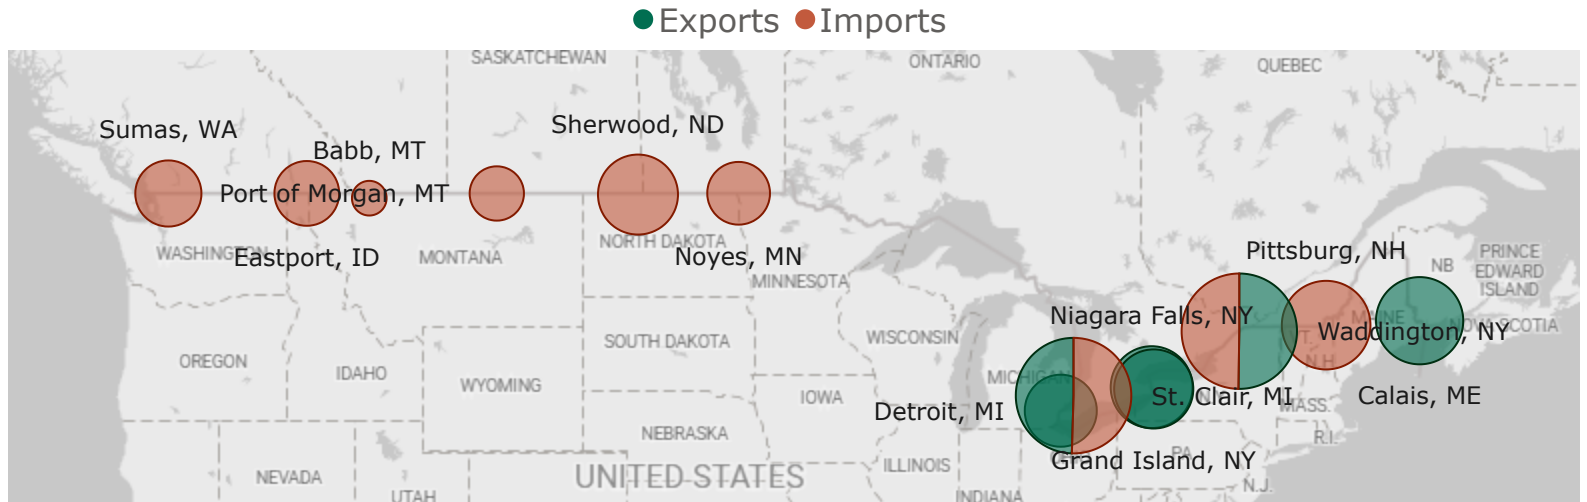 Exports Imports
SASKATCHEWAN
ONTARIO
QUEBEC
Sumas, WA
Sherwood, ND
Babb, MT
Port of Morgan, MT
WASHINGTON
Eastport, ID
MONTANA
NORTH DAKOTA
Noyes, MN
MINNESOTA
Pittsburg, NH
NB
PRINCE
EDWARD
ISLAND
Niagara Falls, NY
MAINE
NOVA SCOTIA
Waddington, NY
OREGON
IDAHO
WYOMING
SOUTH DAKOTA
WISCONSIN
MICHIGAN
VT.
N.H.
St. Clair, MI
MASS.
Calais, ME
IOWA
Detroit, MI
R.I.
NEBRASKA
PA
Grand Island, NY
ILLINOIS
NEVADA
UNITED STATES
UTAH
INDIANA
N.J.